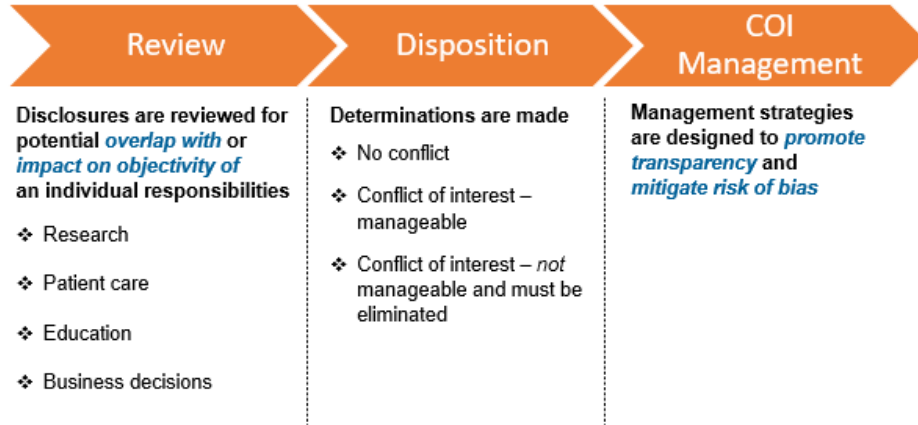 Review
Disclosures are reviewed for
potential overlap with or
impact on objectivity of
an individual responsibilities
❖ Research
❖ Patient care
❖ Education
❖ Business decisions
Disposition
Determinations are made
❖ No conflict
❖ Conflict of interest –
manageable
❖ Conflict of interest – not
manageable and must be
eliminated
COI
Management
Management strategies
are designed to promote
transparency and
mitigate risk of bias